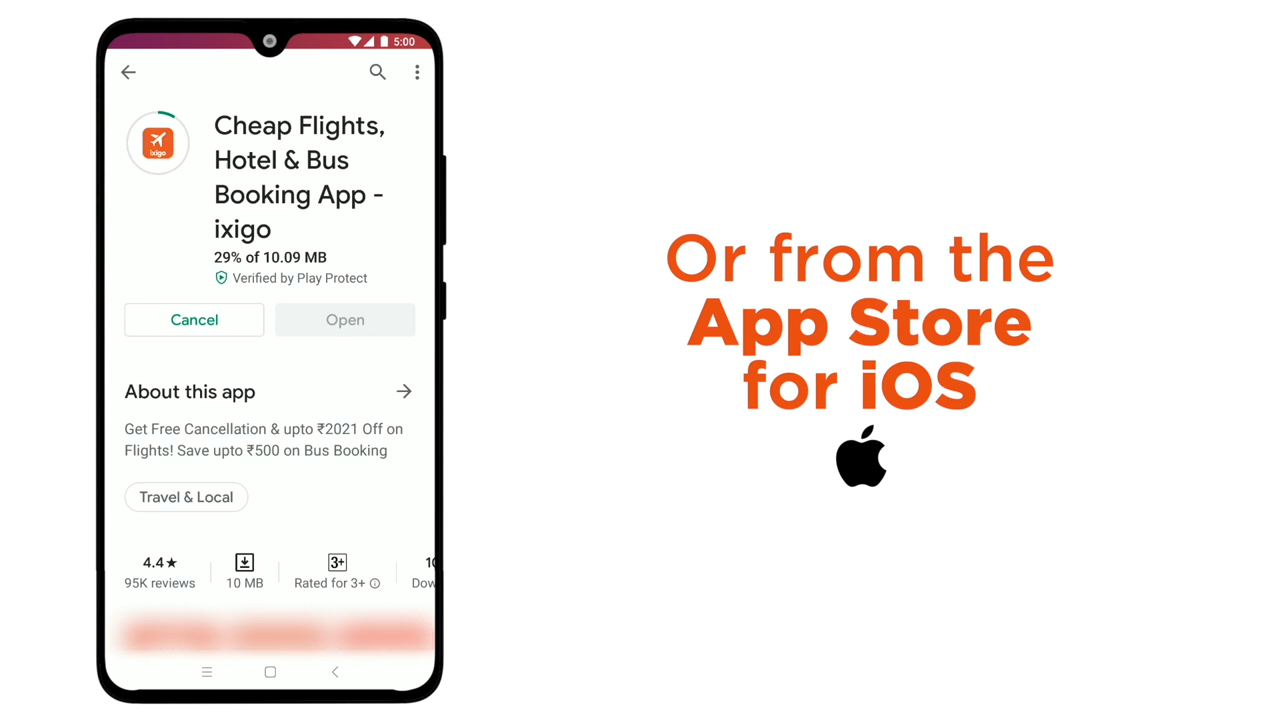 5:00
ixigo
Cheap Flights,
Hotel & Bus
Booking App -
ixigo
29% of 10.09 MB
Verified by Play Protect
Cancel
Open
About this app
Get Free Cancellation & upto ₹2021 Off on
Flights! Save upto ₹500 on Bus Booking
Travel & Local
4.4★
3+
95K reviews
10 MB
Rated for 3+
Or from the
App Store
for iOS